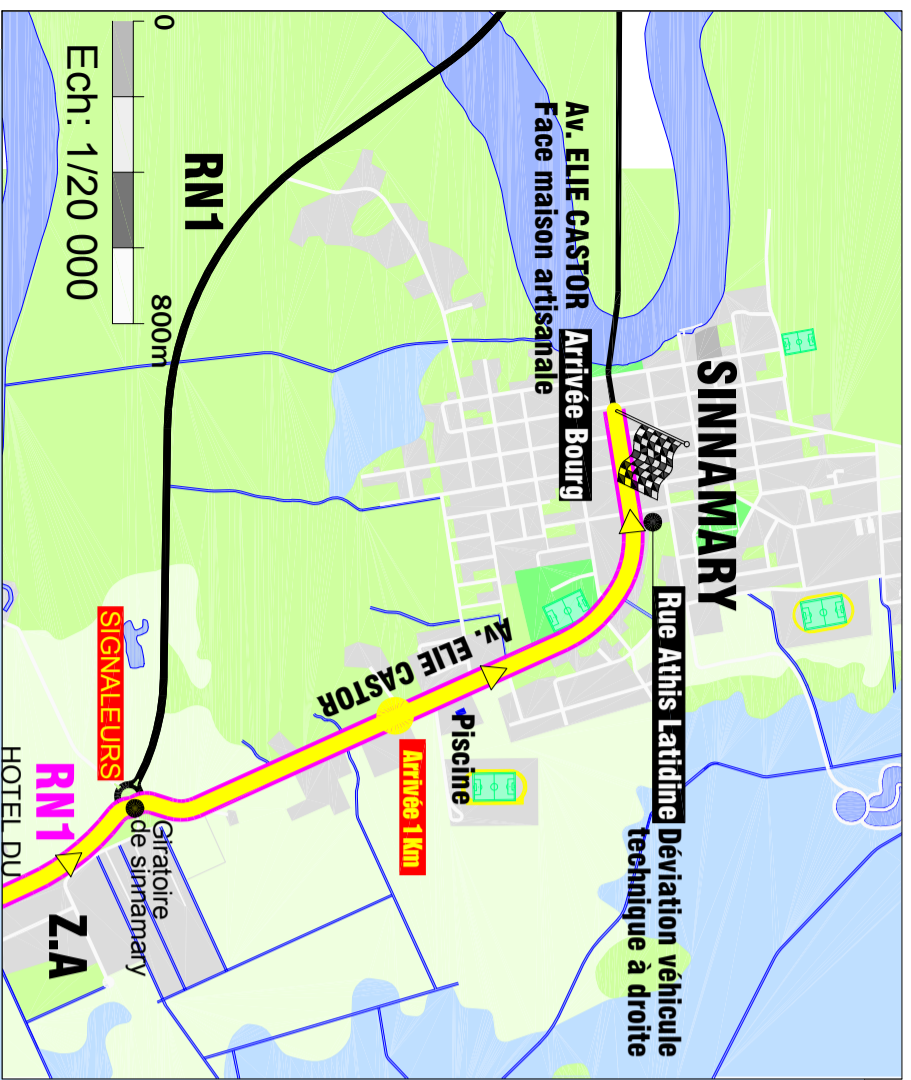 SINNAMARY
Rue Athis Latidine Déviation véhicule
technique à droite
Av. ELIE CASTOR Arrivée Bourg
Face maison artisanale
Av. ELIE CASTOR
Piscine
Arrivée 1Km
RN1
0
800m
Ech: 1/20 000
SIGNALEURS
Giratoire
de sinnamary
RN1
Z.A
HOTEL DU